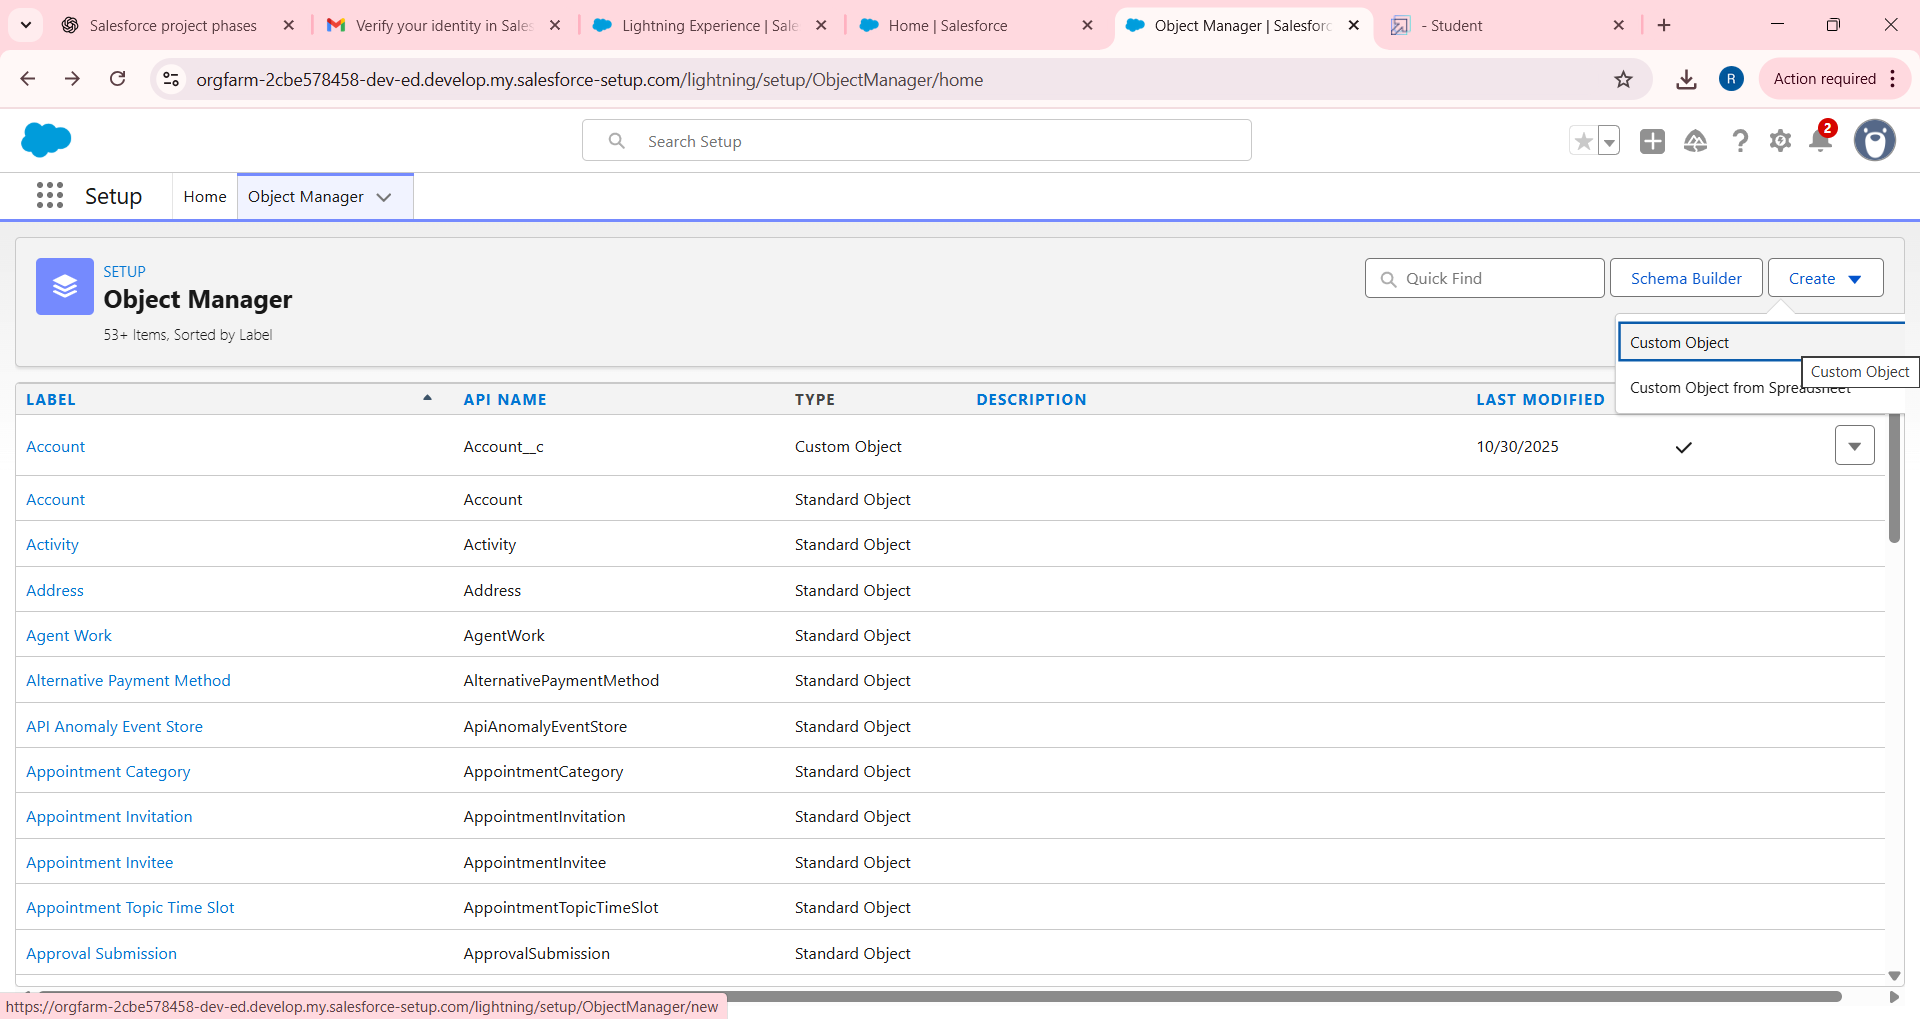 Salesforce project phases
Verify your identity in Sales
Lightning Experience | Sale
Home | Salesforce
Object Manager | Salesforc
- Student
orgfarm-2cbe578458-dev-ed.develop.my.salesforce-setup.com/lightning/setup/ObjectManager/home
R
Action required
Search Setup
2
Setup
Home
Object Manager
SETUP
Object Manager
53+ Items, Sorted by Label
Quick Find
Schema Builder
Create
Custom Object
Custom Object
Custom Object from Spreadsheet
LABEL API NAME TYPE DESCRIPTION LAST MODIFIED
Account Account__c Custom Object 10/30/2025
Account Account Standard Object
Activity Activity Standard Object
Address Address Standard Object
Agent Work AgentWork Standard Object
Alternative Payment Method AlternativePaymentMethod Standard Object
API Anomaly Event Store ApiAnomalyEventStore Standard Object
Appointment Category AppointmentCategory Standard Object
Appointment Invitation AppointmentInvitation Standard Object
Appointment Invitee AppointmentInvitee Standard Object
Appointment Topic Time Slot AppointmentTopicTimeSlot Standard Object
Approval Submission ApprovalSubmission Standard Object
https://orgfarm-2cbe578458-dev-ed.develop.my.salesforce-setup.com/lightning/setup/ObjectManager/new